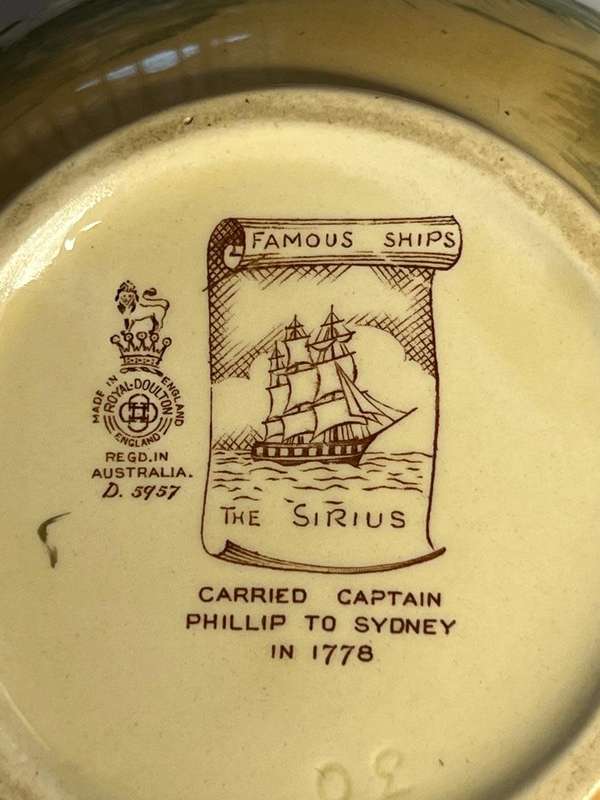 FAMOUS SHIPS
THE SIRIUS
CARRIED CAPTAIN
PHILLIP TO SYDNEY
IN 1778
MADE IN ENGLAND
ROYAL·DOULTON
ENGLAND
REGD.IN
AUSTRALIA.
D. 5957